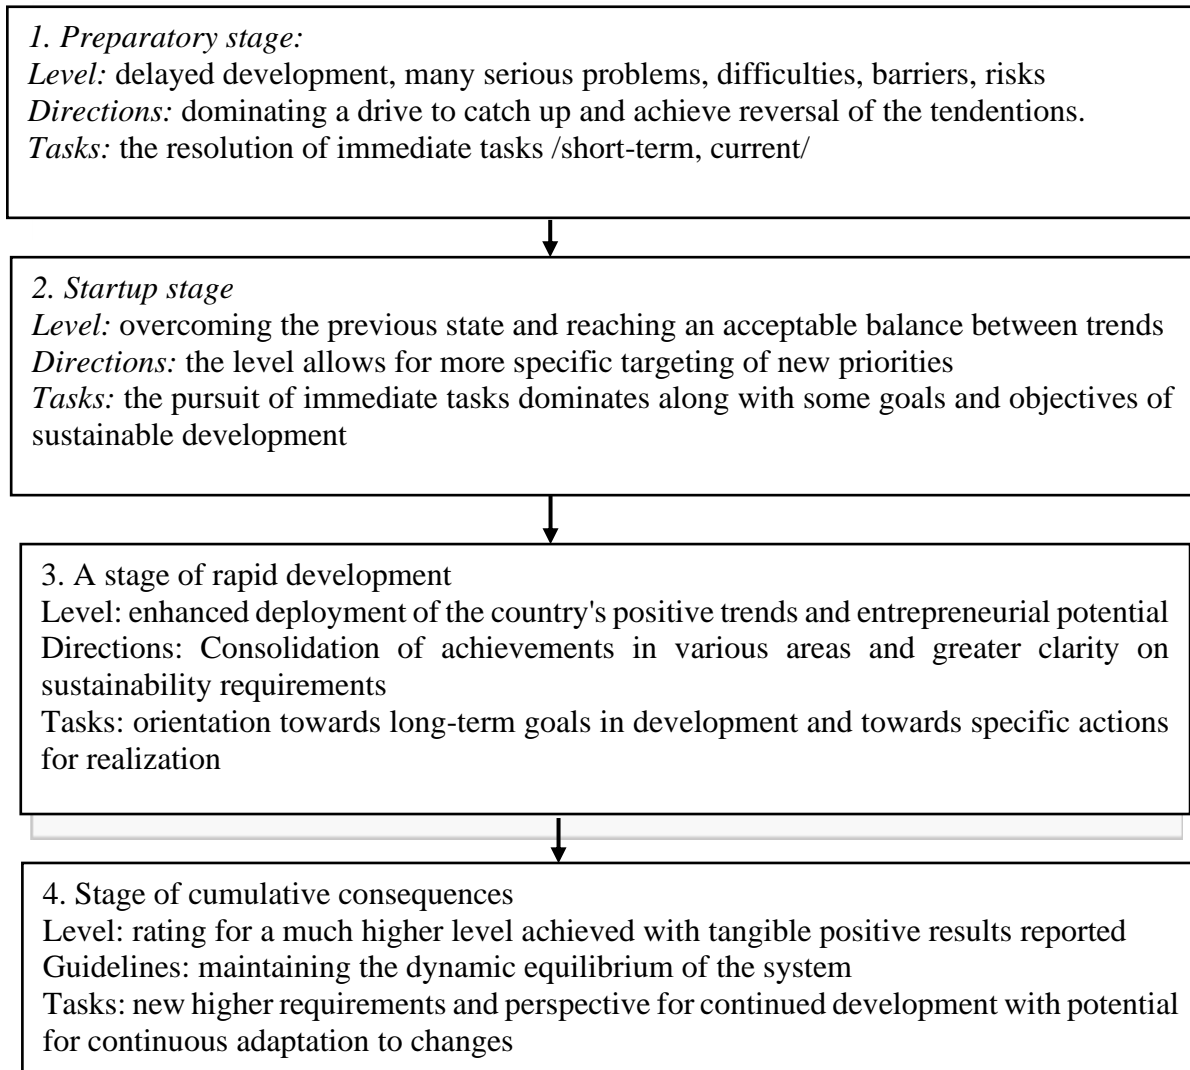 1. Preparatory stage:
Level: delayed development, many serious problems, difficulties, barriers, risks
Directions: dominating a drive to catch up and achieve reversal of the tendentions.
Tasks: the resolution of immediate tasks /short-term, current/
2. Startup stage
Level: overcoming the previous state and reaching an acceptable balance between trends
Directions: the level allows for more specific targeting of new priorities
Tasks: the pursuit of immediate tasks dominates along with some goals and objectives of
sustainable development
3. A stage of rapid development
Level: enhanced deployment of the country's positive trends and entrepreneurial potential
Directions: Consolidation of achievements in various areas and greater clarity on
sustainability requirements
Tasks: orientation towards long-term goals in development and towards specific actions
for realization
4. Stage of cumulative consequences
Level: rating for a much higher level achieved with tangible positive results reported
Guidelines: maintaining the dynamic equilibrium of the system
Tasks: new higher requirements and perspective for continued development with potential
for continuous adaptation to changes